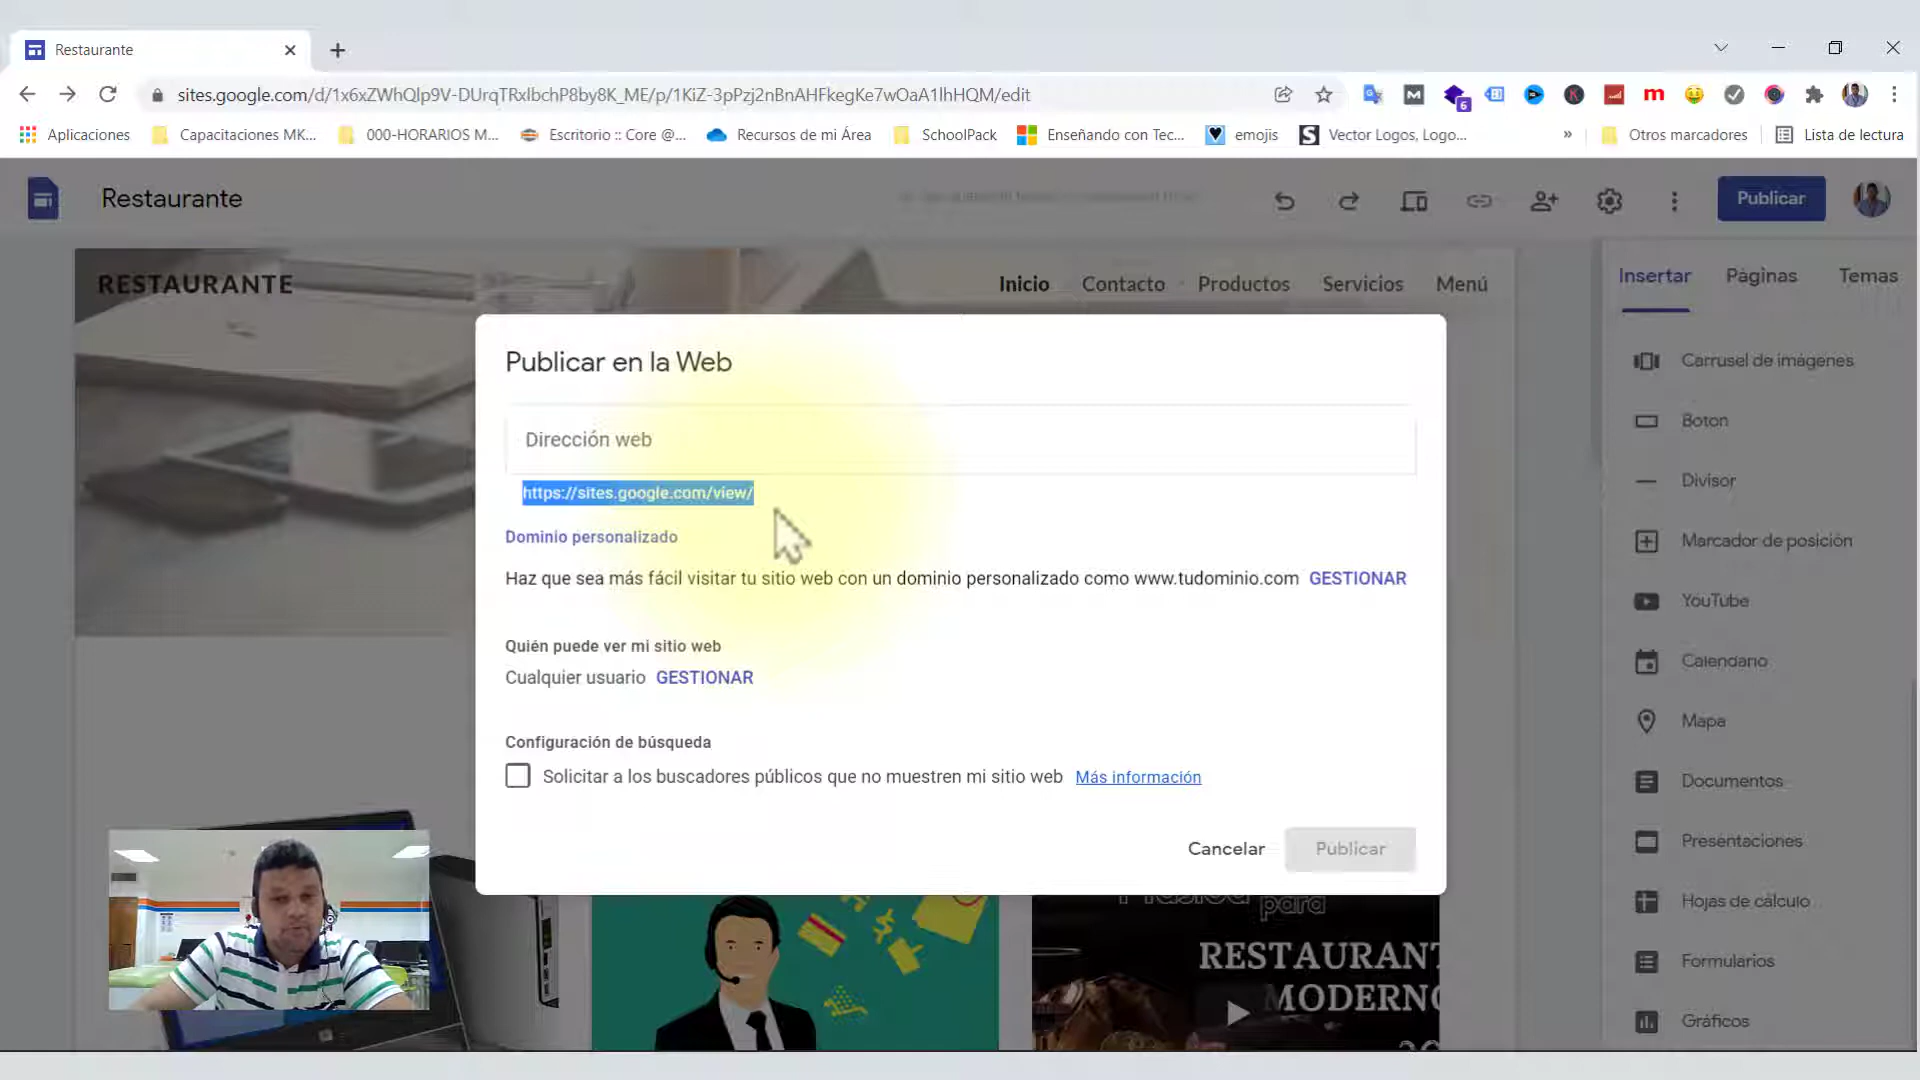 Restaurante
sites.google.com/d/1x6xZWhQlp9V-DUrqTRxlbchP8by8K_ME/p/1KiZ-3pPzj2nBnAHFkegKe7wOaA1lhHQM/edit
6
Aplicaciones
Capacitaciones MK...
000-HORARIOS M...
Escritorio :: Core @...
Recursos de mi Área
SchoolPack
Enseñando con Tec...
emojis
Vector Logos, Logo...
»
Otros marcadores
Lista de lectura
Restaurante
Publicar
RESTAURANTE
Inicio
Contacto
Productos
Servicios
Menú
Insertar
Páginas
Temas
Publicar en la Web
Dirección web
https://sites.google.com/view/
Dominio personalizado
Haz que sea más fácil visitar tu sitio web con un dominio personalizado como www.tudominio.com GESTIONAR
Quién puede ver mi sitio web
Cualquier usuario GESTIONAR
Configuración de búsqueda
Solicitar a los buscadores públicos que no muestren mi sitio web Más información
Cancelar
Publicar
Carrusel de imágenes
Boton
Divisor
Marcador de posición
YouTube
Calendario
Mapa
Documentos
Presentaciones
Hojas de cálculo
Formularios
Gráficos
para
RESTAURANT
MODERNO